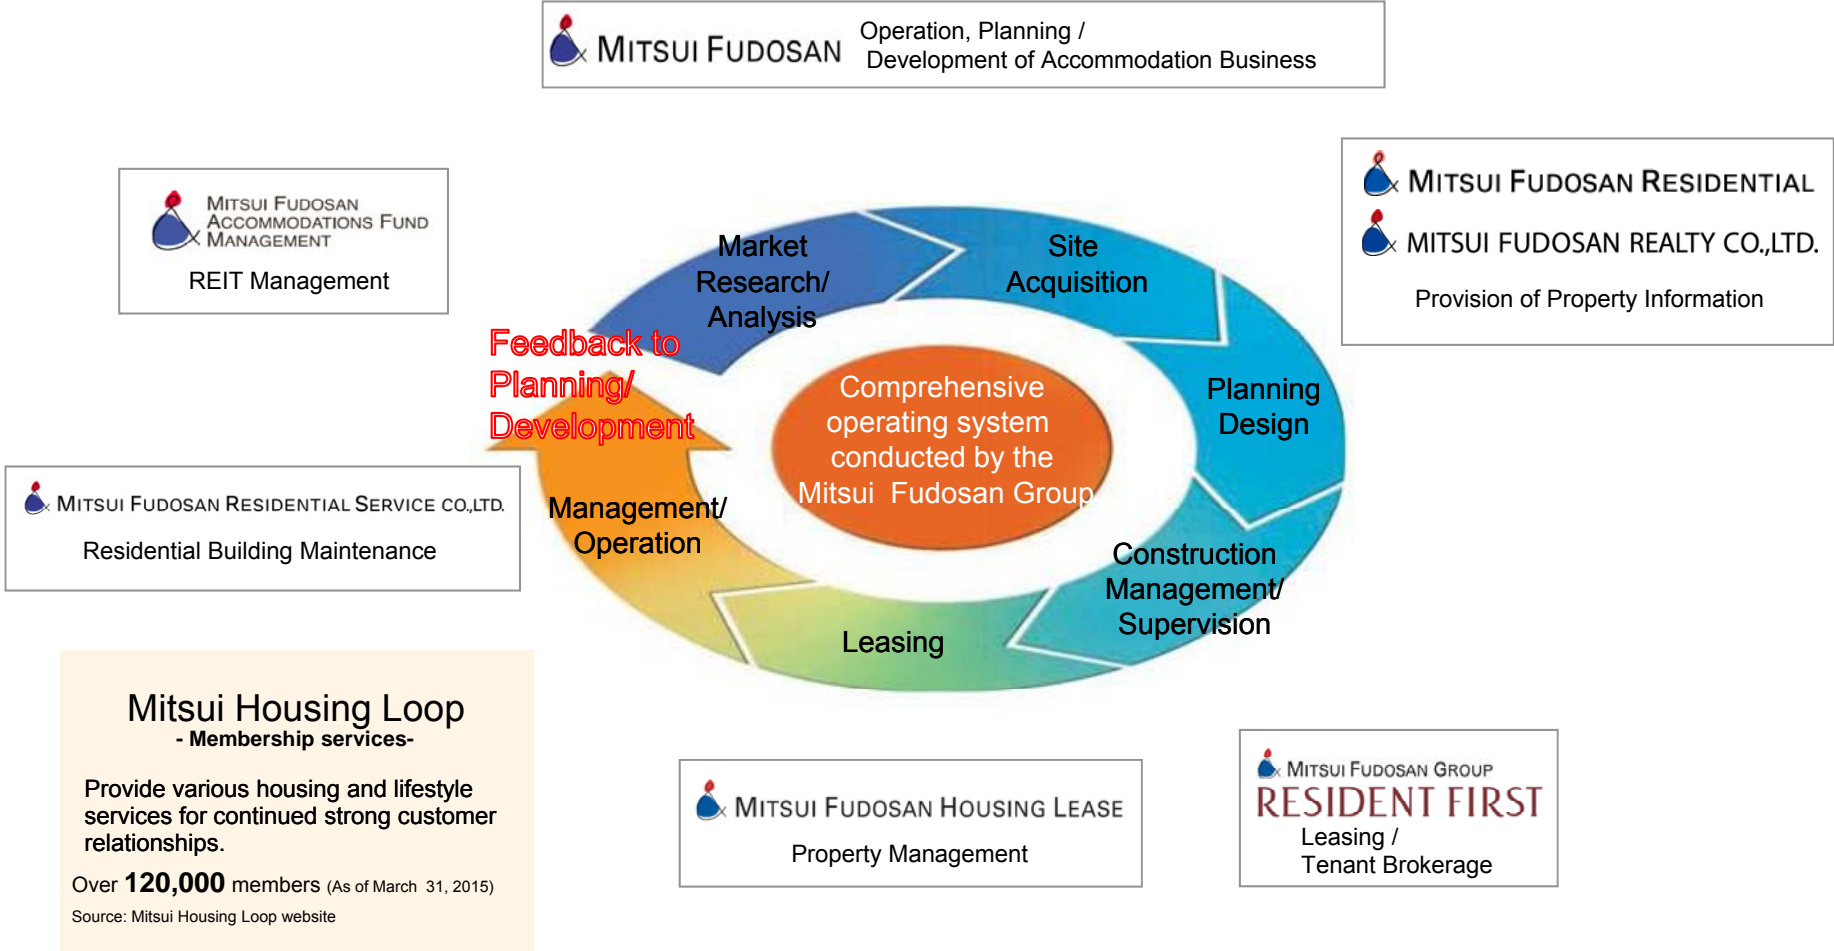 MITSUI FUDOSAN
Operation, Planning /
Development of Accommodation Business
MITSUI FUDOSAN RESIDENTIAL
MITSUI FUDOSAN REALTY CO.,LTD.
Provision of Property Information
MITSUI FUDOSAN
ACCOMMODATIONS FUND
MANAGEMENT
REIT Management
Market
Research/
Analysis
Site
Acquisition
Planning
Design
Construction
Management/
Supervision
Leasing
Management/
Operation
Feedback to
Planning/
Development
Comprehensive
operating system
conducted by the
Mitsui Fudosan Group
MITSUI FUDOSAN RESIDENTIAL SERVICE CO.,LTD.
Residential Building Maintenance
Mitsui Housing Loop
- Membership services-
Provide various housing and lifestyle
services for continued strong customer
relationships.
Over 120,000 members (As of March 31, 2015)
Source: Mitsui Housing Loop website
MITSUI FUDOSAN HOUSING LEASE
Property Management
MITSUI FUDOSAN GROUP
RESIDENT FIRST
Leasing /
Tenant Brokerage